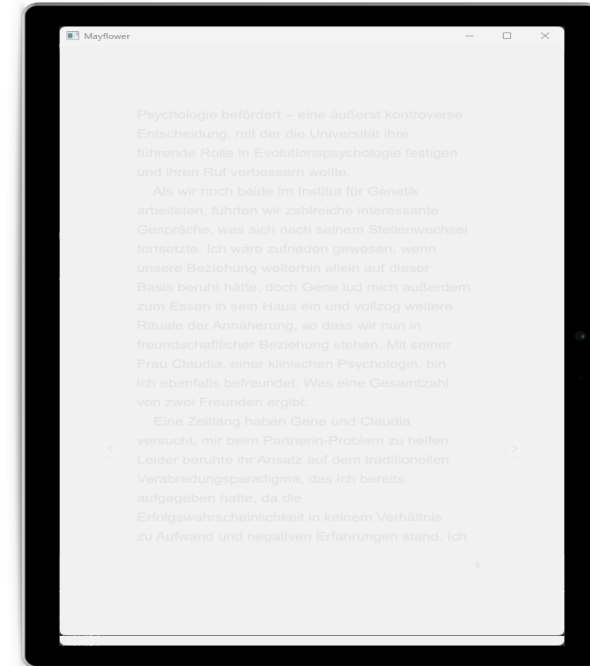 Mayflower
Psychologie befördert – eine äußerst kontroverse
Entscheidung, mit der die Universität ihre
führende Rolle in Evolutionspsychologie festigen
und ihren Ruf verbessern wollte.
Als wir noch beide im Institut für Genetik
arbeiteten, führten wir zahlreiche interessante
Gespräche, was sich nach seinem Stellenwechsel
fortsetzte. Ich wäre zufrieden gewesen, wenn
unsere Beziehung weiterhin allein auf dieser
Basis beruht hätte, doch Gene lud mich außerdem
zum Essen in sein Haus ein und vollzog weitere
Rituale der Annäherung, so dass wir nun in
freundschaftlicher Beziehung stehen. Mit seiner
Frau Claudia, einer klinischen Psychologin, bin
ich ebenfalls befreundet. Was eine Gesamtzahl
von zwei Freunden ergibt.
Eine Zeitlang haben Gene und Claudia
versucht, mir beim Partnerin-Problem zu helfen.
Leider beruhte ihr Ansatz auf dem traditionellen
Verabredungsparadigma, das ich bereits
aufgegeben hatte, da die
Erfolgswahrscheinlichkeit in keinem Verhältnis
zu Aufwand und negativen Erfahrungen stand. Ich
4